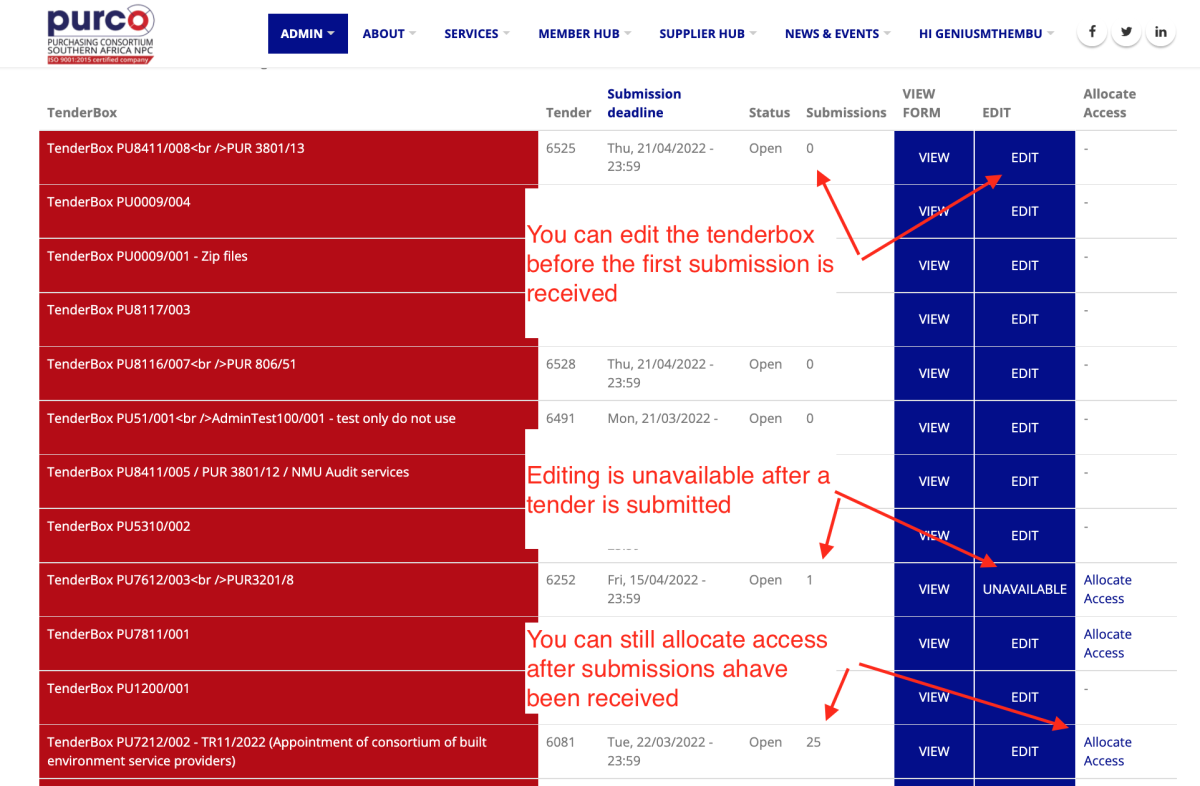 purco
PURCHASING CONSORTIUM
SOUTHERN AFRICA NPC
ISO 9001:2015 certified company
ADMIN ABOUT SERVICES MEMBER HUB SUPPLIER HUB NEWS & EVENTS HI GENIUSMTHEMBU
TenderBox Tender Submission deadline Status Submissions VIEW FORM EDIT Allocate Access
TenderBox PU8411/008<br />PUR 3801/13 6525 Thu, 21/04/2022 - 23:59 Open 0 VIEW EDIT -
TenderBox PU0009/004 VIEW EDIT -
TenderBox PU0009/001 - Zip files VIEW EDIT -
You can edit the tenderbox
before the first submission is
received
TenderBox PU8117/003 VIEW EDIT -
TenderBox PU8116/007<br />PUR 806/51 6528 Thu, 21/04/2022 - 23:59 Open 0 VIEW EDIT -
TenderBox PU51/001<br />AdminTest100/001 - test only do not use 6491 Mon, 21/03/2022 - Open 0 VIEW EDIT -
TenderBox PU8411/005 / PUR 3801/12 / NMU Audit services VIEW EDIT -
Editing is unavailable after a
tender is submitted
TenderBox PU5310/002 VIEW EDIT -
TenderBox PU7612/003<br />PUR3201/8 6252 Fri, 15/04/2022 - 23:59 Open 1 VIEW UNAVAILABLE Allocate Access
TenderBox PU7811/001 VIEW EDIT Allocate Access
You can still allocate access
after submissions ahave
been received
TenderBox PU1200/001 VIEW EDIT -
TenderBox PU7212/002 - TR11/2022 (Appointment of consortium of built environment service providers) 6081 Tue, 22/03/2022 - 23:59 Open 25 VIEW EDIT Allocate Access